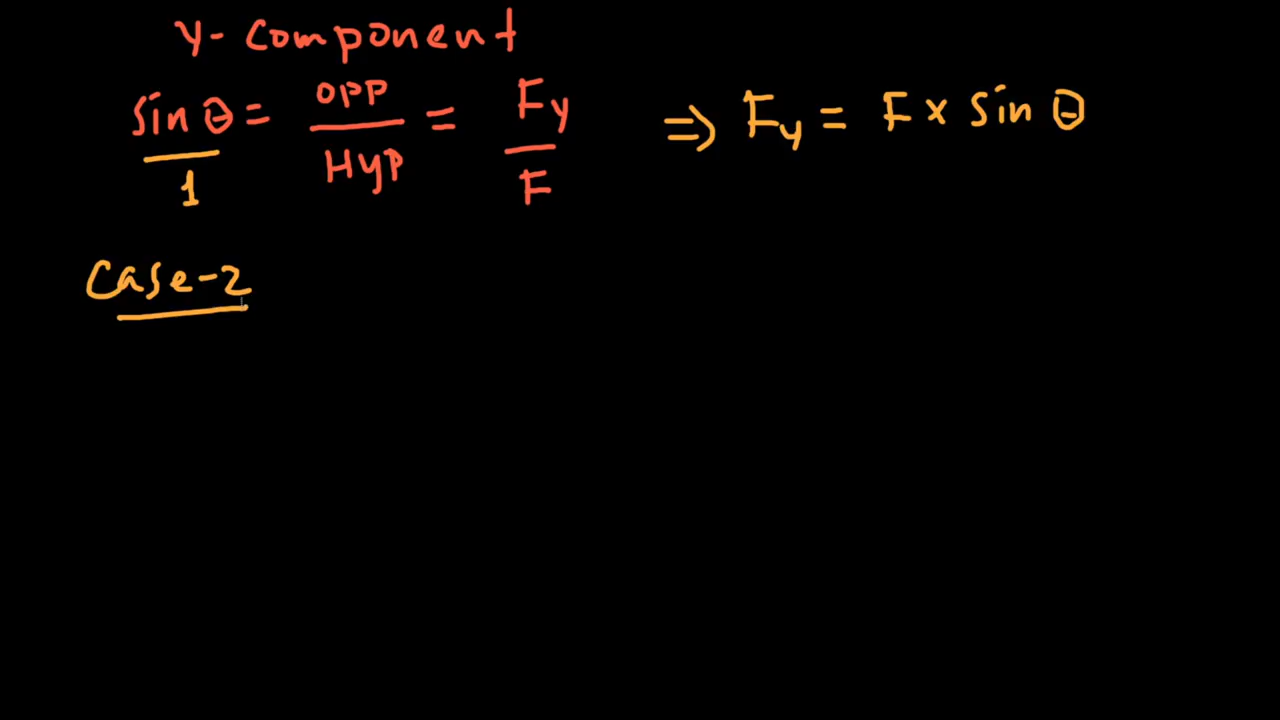 Y- Component
Sin θ/1 = OPP/HYP = Fy/F ⇒ Fy = F × Sin θ
Case-2